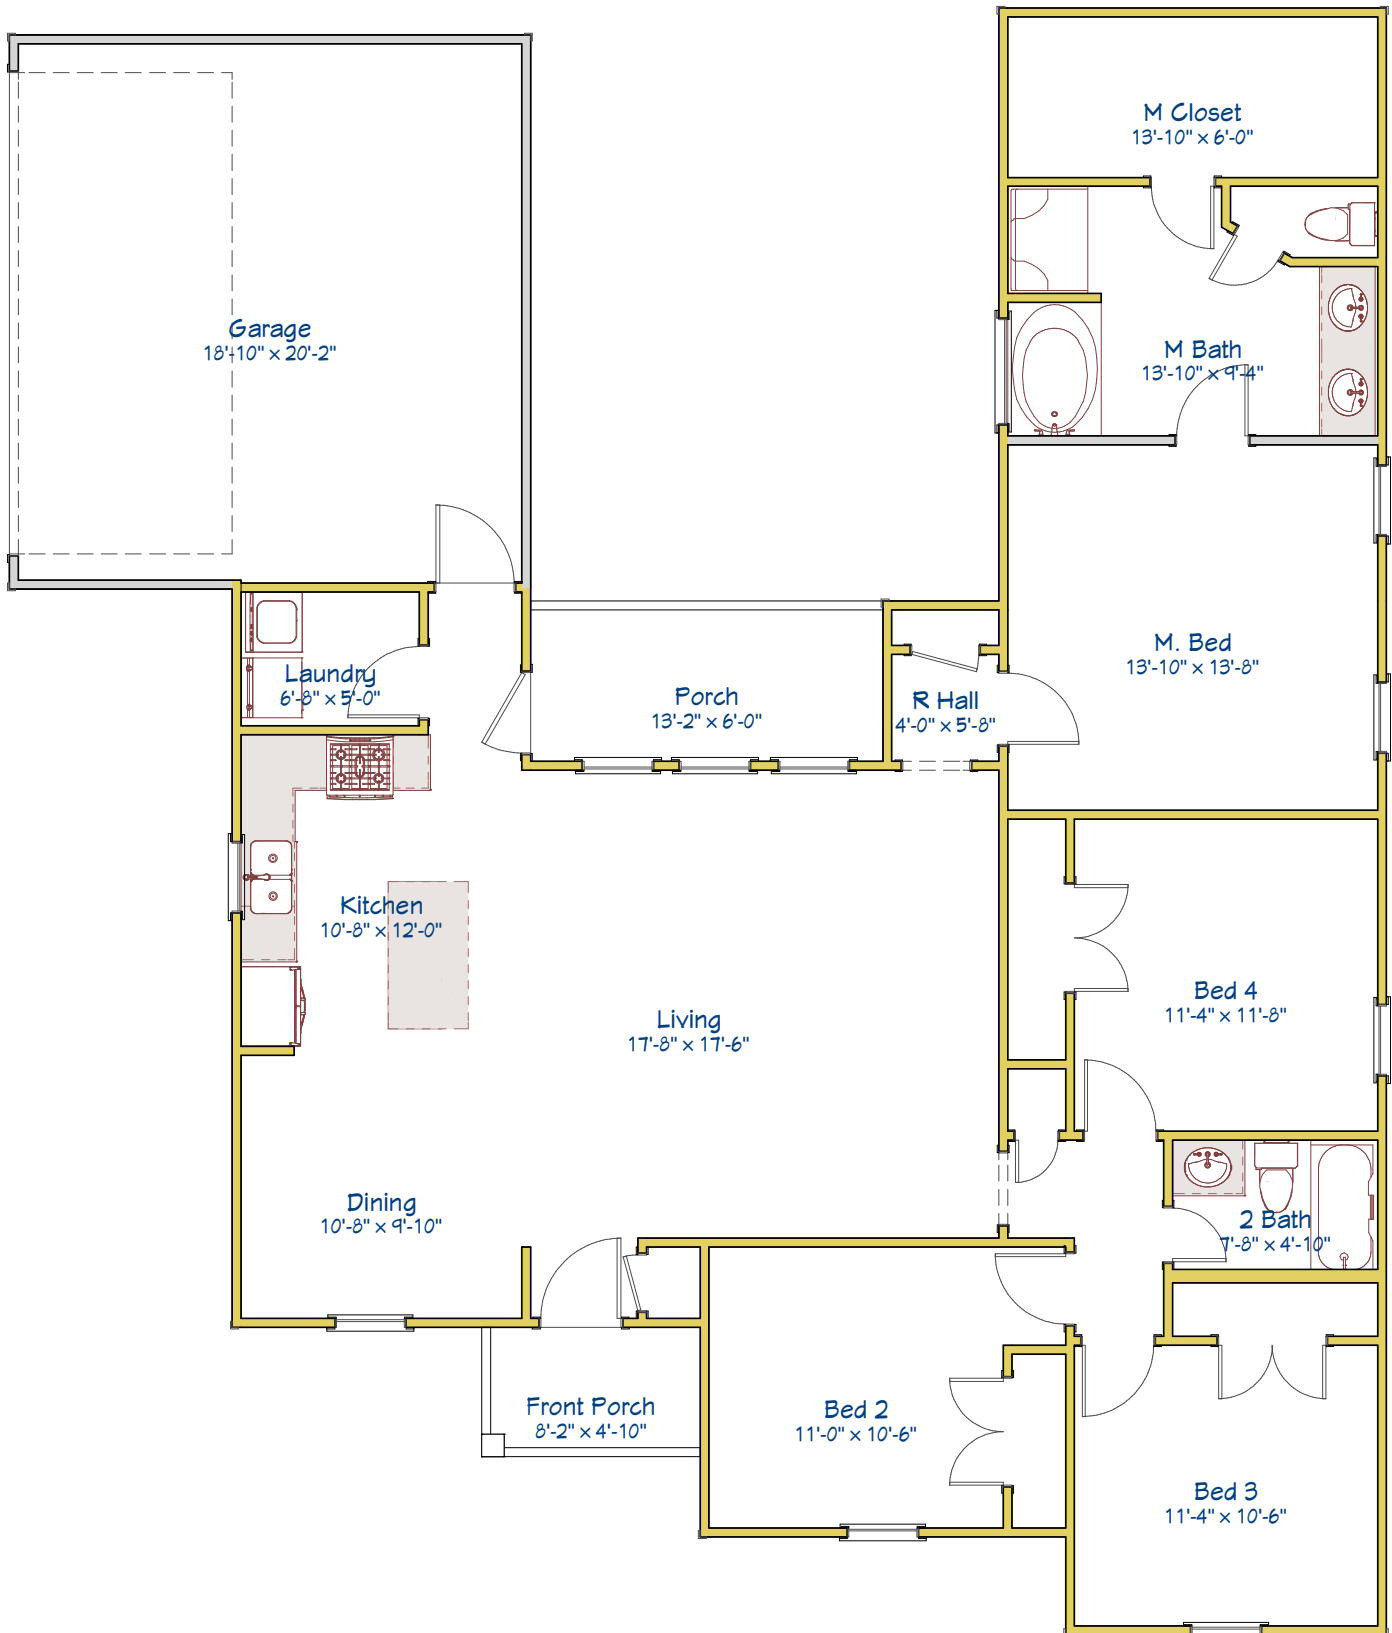 M Closet
13'-10" × 6'-0"
Garage
18'-10" × 20'-2"
M Bath
13'-10" × 9'-4"
M. Bed
13'-10" × 13'-8"
Laundry
6'-8" × 5'-0"
Porch
13'-2" × 6'-0"
R Hall
4'-0" × 5'-8"
Kitchen
10'-8" × 12'-0"
Bed 4
11'-4" × 11'-8"
Living
17'-8" × 17'-6"
Dining
10'-8" × 9'-10"
2 Bath
7'-8" × 4'-10"
Front Porch
8'-2" × 4'-10"
Bed 2
11'-0" × 10'-6"
Bed 3
11'-4" × 10'-6"